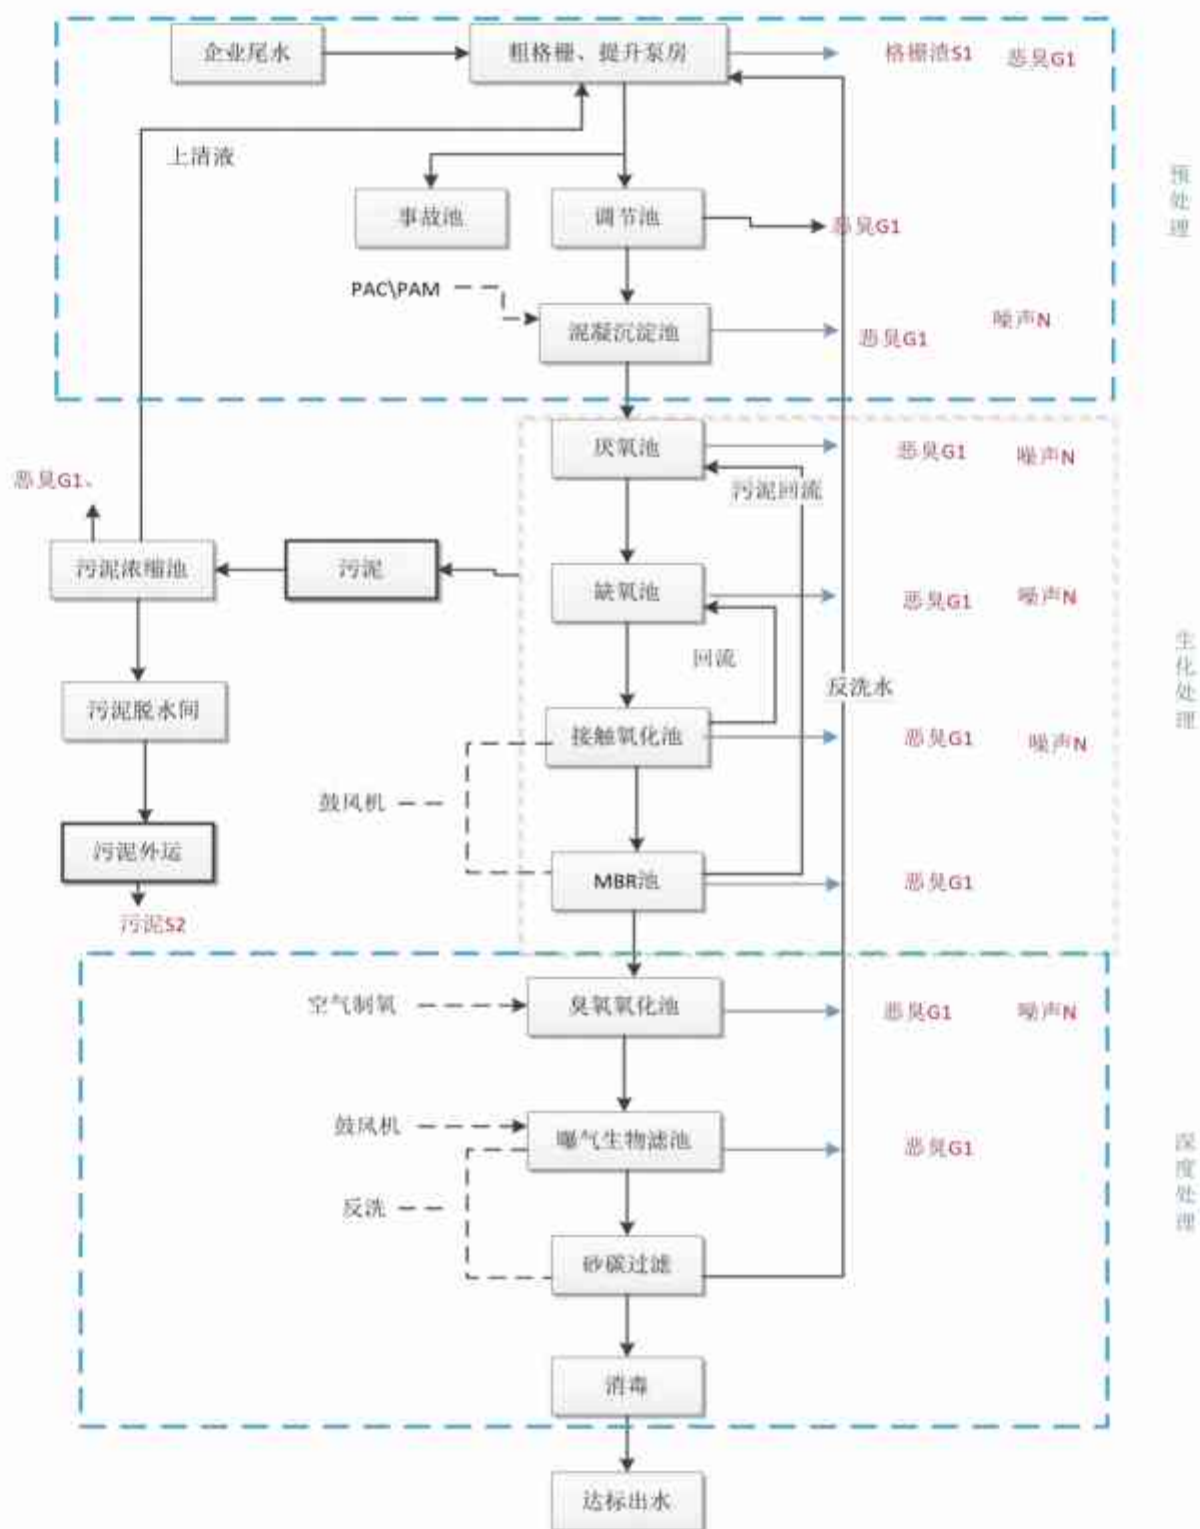 企业尾水
粗格栅、提升泵房
格栅渣S1
恶臭G1
上清液
事故池
调节池
恶臭G1
预处理
PAC\PAM
混凝沉淀池
恶臭G1
噪声N
厌氧池
恶臭G1
噪声N
恶臭G1、
污泥回流
污泥浓缩池
污泥
缺氧池
恶臭G1
噪声N
回流
反洗水
生化处理
污泥脱水间
接触氧化池
恶臭G1
噪声N
鼓风机
污泥外运
MBR池
恶臭G1
污泥S2
空气制氧
臭氧氧化池
恶臭G1
噪声N
鼓风机
曝气生物滤池
恶臭G1
深度处理
反洗
砂碳过滤
消毒
达标出水